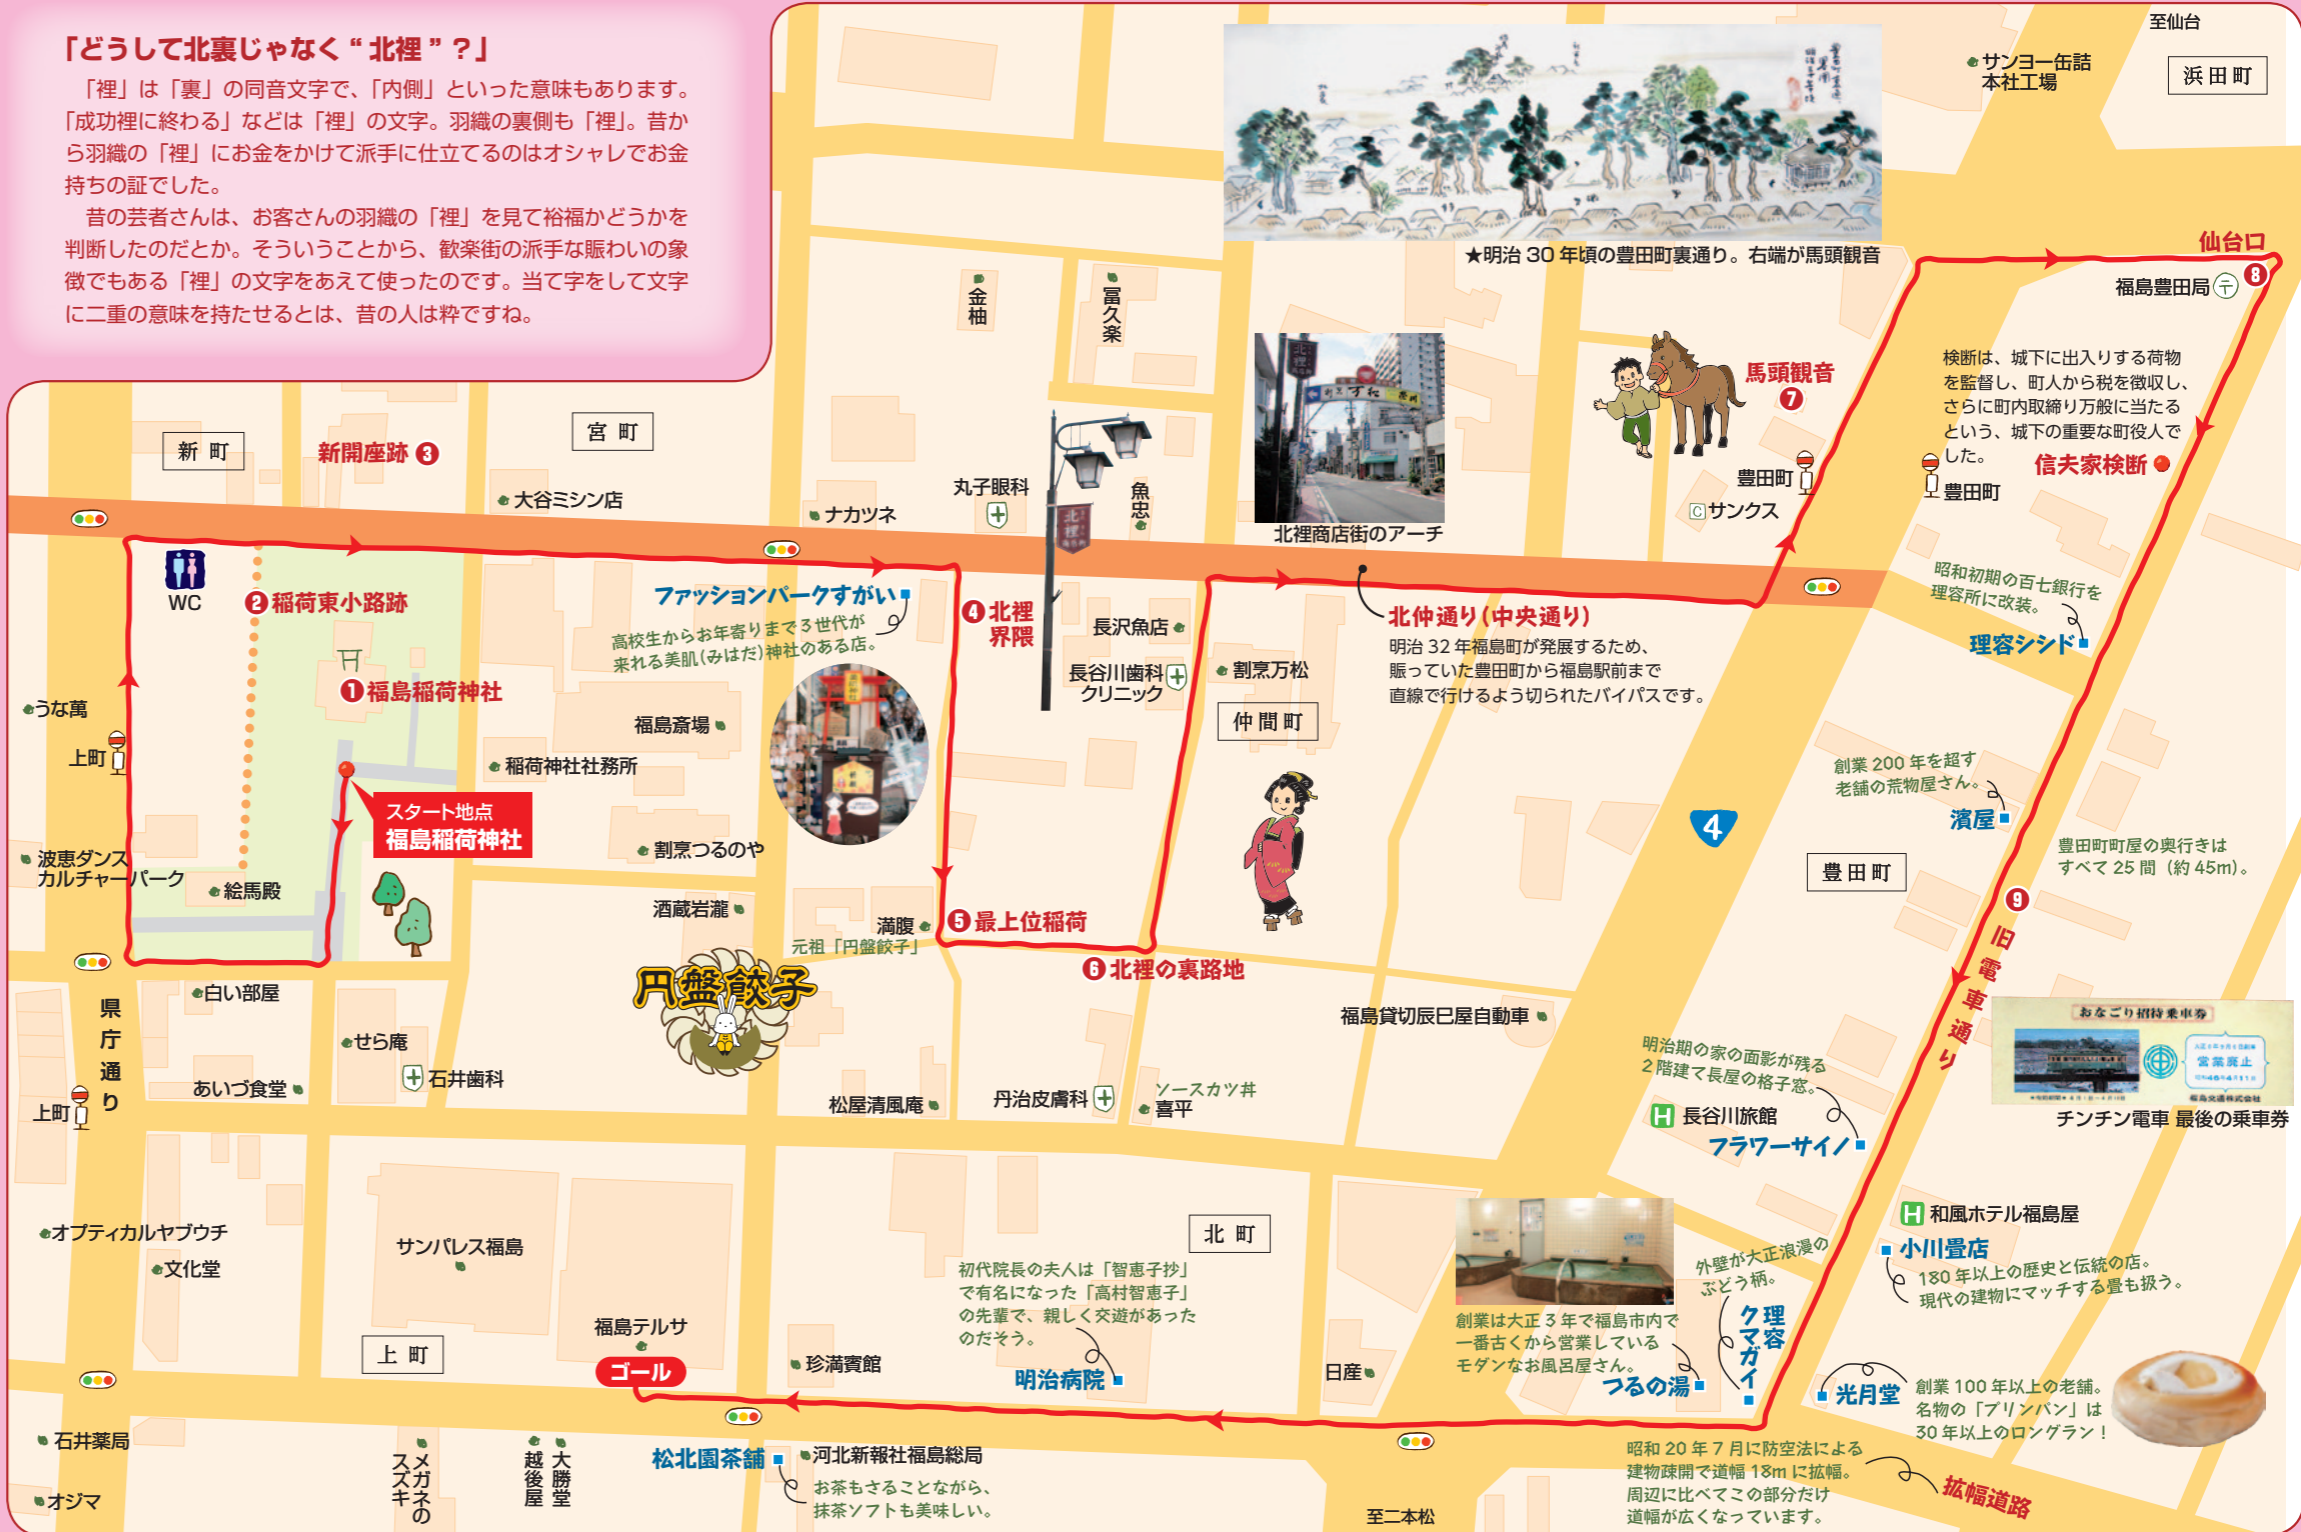 「どうして北裏じゃなく“北裡”？」
「裡」は「裏」の同音文字で、「内側」といった意味もあります。
「成功裡に終わる」などは「裡」の文字。羽織の裏側も「裡」。昔か
ら羽織の「裡」にお金をかけて派手に仕立てるのはオシャレでお金
持ちの証でした。
昔の芸者さんは、お客さんの羽織の「裡」を見て裕福かどうかを
判断したのだとか。そういうことから、歓楽街の派手な賑わいの象
徴でもある「裡」の文字をあえて使ったのです。当て字をして文字
に二重の意味を持たせるとは、昔の人は粋ですね。
至仙台
サンヨー缶詰
本社工場
浜田町
★明治30年頃の豊田町裏通り。右端が馬頭観音
仙台口
8
福島豊田局
金柚
冨久楽
馬頭観音
7
検断は、城下に出入りする荷物
を監督し、町人から税を徴収し、
さらに町内取締り万般に当たる
という、城下の重要な町役人で
した。
信夫家検断
豊田町
豊田町
C サンクス
新町
新開座跡 3
宮町
大谷ミシン店
ナカツネ
丸子眼科
魚忠
北裡
北裡商店街のアーチ
WC
2 稲荷東小路跡
1 福島稲荷神社
ファッションパークすがい
高校生からお年寄りまで3世代が
来れる美肌(みはだ)神社のある店。
4 北裡
界隈
長沢魚店
長谷川歯科
クリニック
割烹万松
仲間町
北仲通り(中央通り)
明治32年福島町が発展するため、
賑っていた豊田町から福島駅前まで
直線で行けるよう切られたバイパスです。
昭和初期の百七銀行を
理容所に改装。
理容シシド
うな萬
上町
福島斎場
稲荷神社社務所
スタート地点
福島稲荷神社
波恵ダンス
カルチャーパーク
絵馬殿
割烹つるのや
酒蔵岩瀧
満腹
元祖「円盤餃子」
円盤餃子
5 最上位稲荷
6 北裡の裏路地
4
創業200年を超す
老舗の荒物屋さん。
濱屋
豊田町
豊田町町屋の奥行きは
すべて25間（約45m）。
9
旧電車通り
おなごり招待乗車券
営業廃止
福島交通株式会社
チンチン電車 最後の乗車券
県庁通り
白い部屋
せら庵
石井歯科
あいづ食堂
上町
松屋清風庵
丹治皮膚科
ソースカツ丼
喜平
福島貸切辰巳屋自動車
明治期の家の面影が残る
2階建て長屋の格子窓。
H 長谷川旅館
フラワーサイノ
H 和風ホテル福島屋
小川畳店
180年以上の歴史と伝統の店。
現代の建物にマッチする畳も扱う。
オプティカルヤブウチ
文化堂
サンパレス福島
北町
初代院長の夫人は「智恵子抄」
で有名になった「高村智恵子」
の先輩で、親しく交遊があった
のだそう。
明治病院
外壁が大正浪漫の
ぶどう柄。
理容
クマガイ
創業は大正3年で福島市内で
一番古くから営業している
モダンなお風呂屋さん。
つるの湯
上町
福島テルサ
ゴール
珍満賓館
日産
光月堂
創業100年以上の老舗。
名物の「プリンパン」は
30年以上のロングラン！
石井薬局
オジマ
メガネの
スズキ
越後屋
大勝堂
松北園茶舗
河北新報社福島総局
お茶もさることながら、
抹茶ソフトも美味しい。
至二本松
昭和20年7月に防空法による
建物疎開で道幅18mに拡幅。
周辺に比べてこの部分だけ
道幅が広くなっています。
拡幅道路